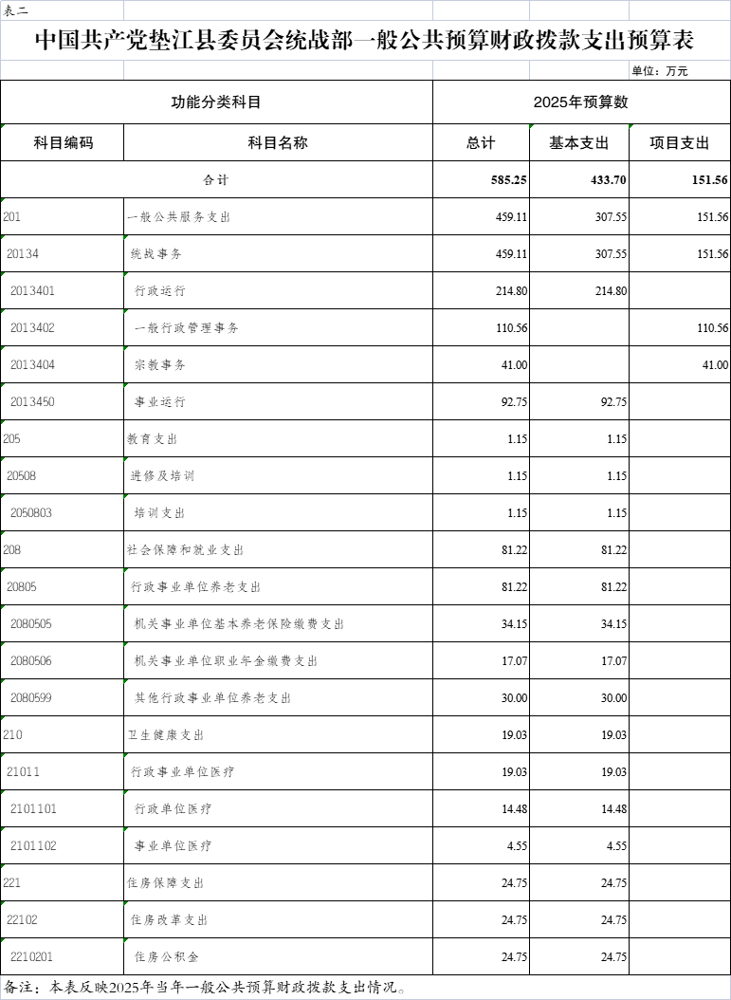 表二
中国共产党垫江县委员会统战部一般公共预算财政拨款支出预算表
单位：万元
功能分类科目 2025年预算数
科目编码 科目名称 总计 基本支出 项目支出
合计 585.25 433.70 151.56
201 一般公共服务支出 459.11 307.55 151.56
20134 统战事务 459.11 307.55 151.56
2013401 行政运行 214.80 214.80
2013402 一般行政管理事务 110.56 110.56
2013404 宗教事务 41.00 41.00
2013450 事业运行 92.75 92.75
205 教育支出 1.15 1.15
20508 进修及培训 1.15 1.15
2050803 培训支出 1.15 1.15
208 社会保障和就业支出 81.22 81.22
20805 行政事业单位养老支出 81.22 81.22
2080505 机关事业单位基本养老保险缴费支出 34.15 34.15
2080506 机关事业单位职业年金缴费支出 17.07 17.07
2080599 其他行政事业单位养老支出 30.00 30.00
210 卫生健康支出 19.03 19.03
21011 行政事业单位医疗 19.03 19.03
2101101 行政单位医疗 14.48 14.48
2101102 事业单位医疗 4.55 4.55
221 住房保障支出 24.75 24.75
22102 住房改革支出 24.75 24.75
2210201 住房公积金 24.75 24.75
备注：本表反映2025年当年一般公共预算财政拨款支出情况。